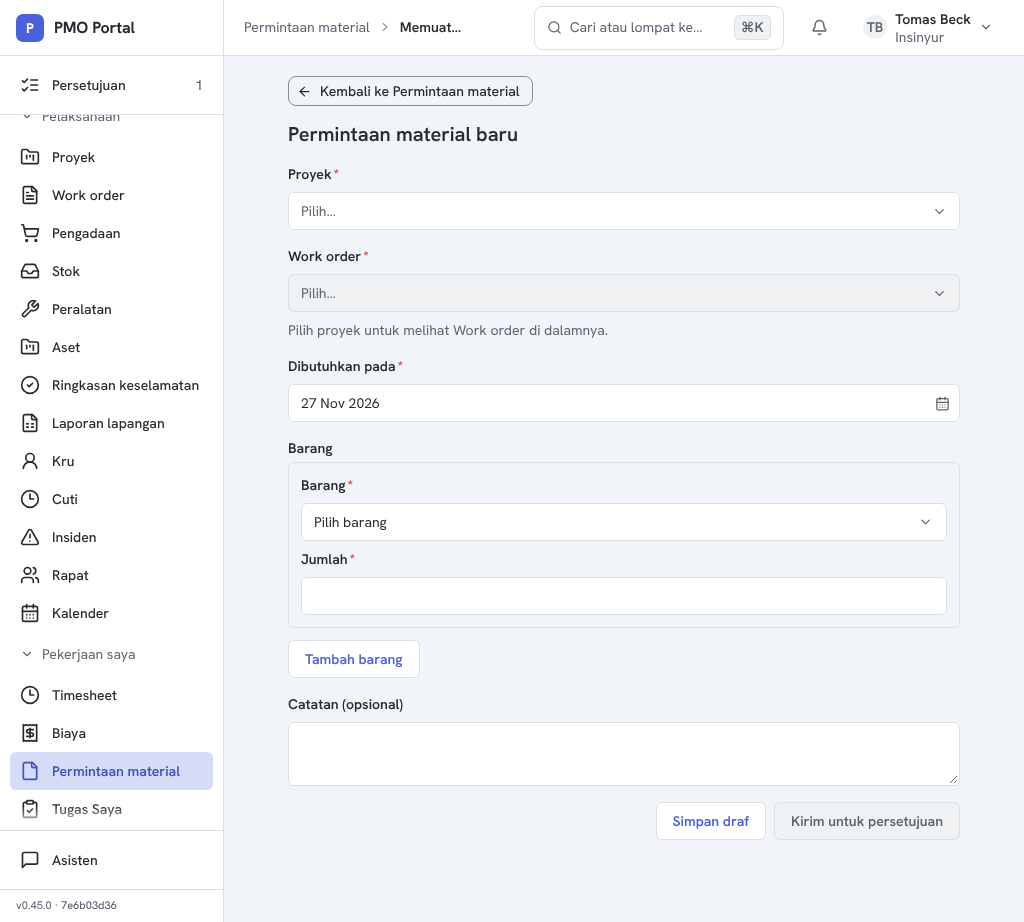 P PMO Portal
Permintaan material > Memuat...
Cari atau lompat ke... ⌘K
TB Tomas Beck
Insinyur
Persetujuan 1
Pelaksanaan
Proyek
Work order
Pengadaan
Stok
Peralatan
Aset
Ringkasan keselamatan
Laporan lapangan
Kru
Cuti
Insiden
Rapat
Kalender
Pekerjaan saya
Timesheet
Biaya
Permintaan material
Tugas Saya
Asisten
v0.45.0 · 7e6b03d36
Kembali ke Permintaan material
Permintaan material baru
Proyek *
Pilih...
Work order *
Pilih...
Pilih proyek untuk melihat Work order di dalamnya.
Dibutuhkan pada *
27 Nov 2026
Barang
Barang *
Pilih barang
Jumlah *
Tambah barang
Catatan (opsional)
Simpan draf
Kirim untuk persetujuan